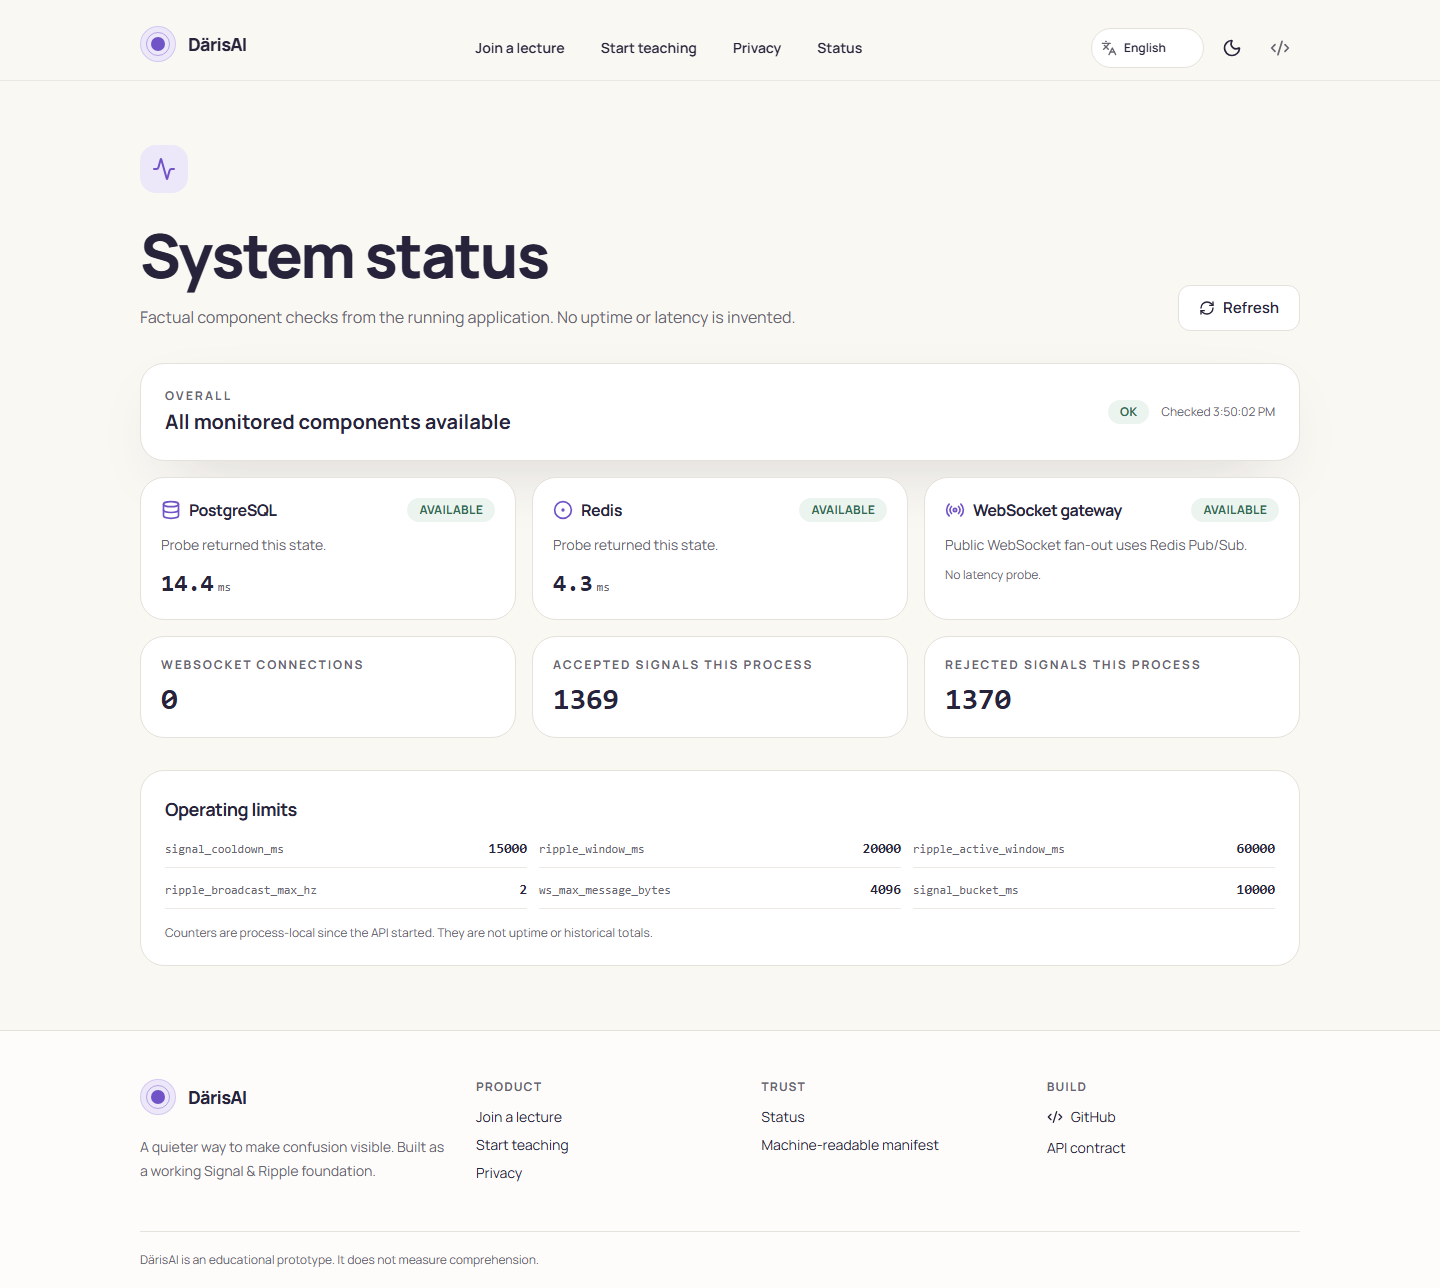 DärisAI
Join a lecture
Start teaching
Privacy
Status
English
System status
Factual component checks from the running application. No uptime or latency is invented.
Refresh
OVERALL
All monitored components available
OK
Checked 3:50:02 PM
PostgreSQL
AVAILABLE
Probe returned this state.
14.4 ms
Redis
AVAILABLE
Probe returned this state.
4.3 ms
WebSocket gateway
AVAILABLE
Public WebSocket fan-out uses Redis Pub/Sub.
No latency probe.
WEBSOCKET CONNECTIONS
0
ACCEPTED SIGNALS THIS PROCESS
1369
REJECTED SIGNALS THIS PROCESS
1370
Operating limits
signal_cooldown_ms 15000
ripple_window_ms 20000
ripple_active_window_ms 60000
ripple_broadcast_max_hz 2
ws_max_message_bytes 4096
signal_bucket_ms 10000
Counters are process-local since the API started. They are not uptime or historical totals.
DärisAI
A quieter way to make confusion visible. Built as
a working Signal & Ripple foundation.
PRODUCT
Join a lecture
Start teaching
Privacy
TRUST
Status
Machine-readable manifest
BUILD
GitHub
API contract
DärisAI is an educational prototype. It does not measure comprehension.